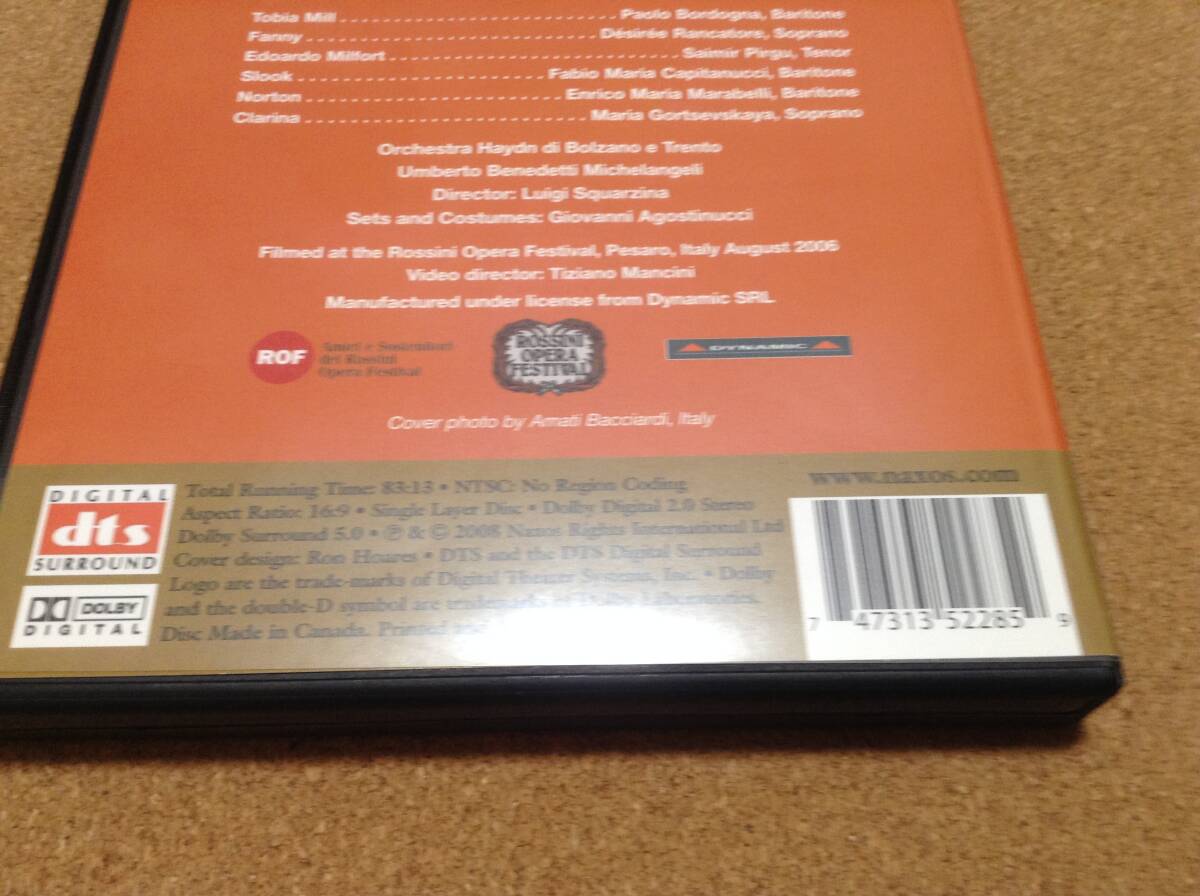 Tobia Mill ............................ Paolo Bordogna, Baritone
Fanny .............................. Désirée Rancatore, Soprano
Edoardo Milfort .............................. Saimir Pirgu, Tenor
Slook ......................... Fabio Maria Capitanucci, Baritone
Norton .......................... Enrico Maria Marabelli, Baritone
Clarina ............................. Maria Gortsevskaya, Soprano
Orchestra Haydn di Bolzano e Trento
Umberto Benedetti Michelangeli
Director: Luigi Squarzina
Sets and Costumes: Giovanni Agostinucci
Filmed at the Rossini Opera Festival, Pesaro, Italy August 2006
Video director: Tiziano Mancini
Manufactured under license from Dynamic SRL
ROF
Amici e Sostenitori
del Rossini
Opera Festival
ROSSINI
OPERA
FESTIVAL
DYNAMIC
Cover photo by Amati Bacciardi, Italy
www.naxos.com
DIGITAL
dts
SURROUND
DOLBY
DIGITAL
Total Running Time: 83:13 • NTSC: No Region Coding
Aspect Ratio: 16:9 • Single Layer Disc • Dolby Digital 2.0 Stereo
Dolby Surround 5.0 • ℗ & © 2008 Naxos Rights International Ltd
Cover design: Ron Hoares • DTS and the DTS Digital Surround
Logo are the trade-marks of Digital Theater Systems, Inc. • Dolby
and the double-D symbol are trademarks of Dolby Laboratories.
Disc Made in Canada. Printed
7 47313 52285 9